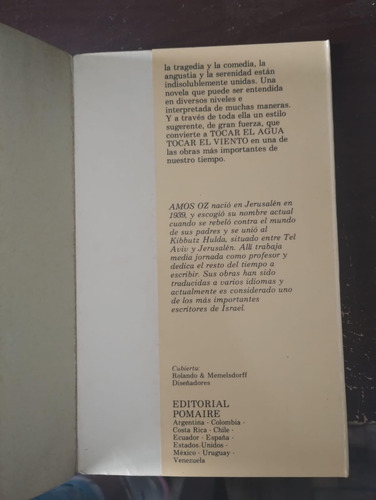 la tragedia y la comedia, la
angustia y la serenidad están
indisolublemente unidas. Una
novela que puede ser entendida
en diversos niveles e
interpretada de muchas maneras.
Y a través de toda ella un estilo
sugerente, de gran fuerza, que
convierte a TOCAR EL AGUA
TOCAR EL VIENTO en una de
las obras más importantes de
nuestro tiempo.
AMOS OZ nació en Jerusalén en
1939, y escogió su nombre actual
cuando se rebeló contra el mundo
de sus padres y se unió al
Kibbutz Hulda, situado entre Tel
Aviv y Jerusalén. Allí trabaja
media jornada como profesor y
dedica el resto del tiempo a
escribir. Sus obras han sido
traducidas a varios idiomas y
actualmente es considerado uno
de los más importantes
escritores de Israel.
Cubierta:
Rolando & Memelsdorff
Diseñadores
EDITORIAL
POMAIRE
Argentina · Colombia ·
Costa Rica · Chile ·
Ecuador · España ·
Estados Unidos ·
México · Uruguay ·
Venezuela